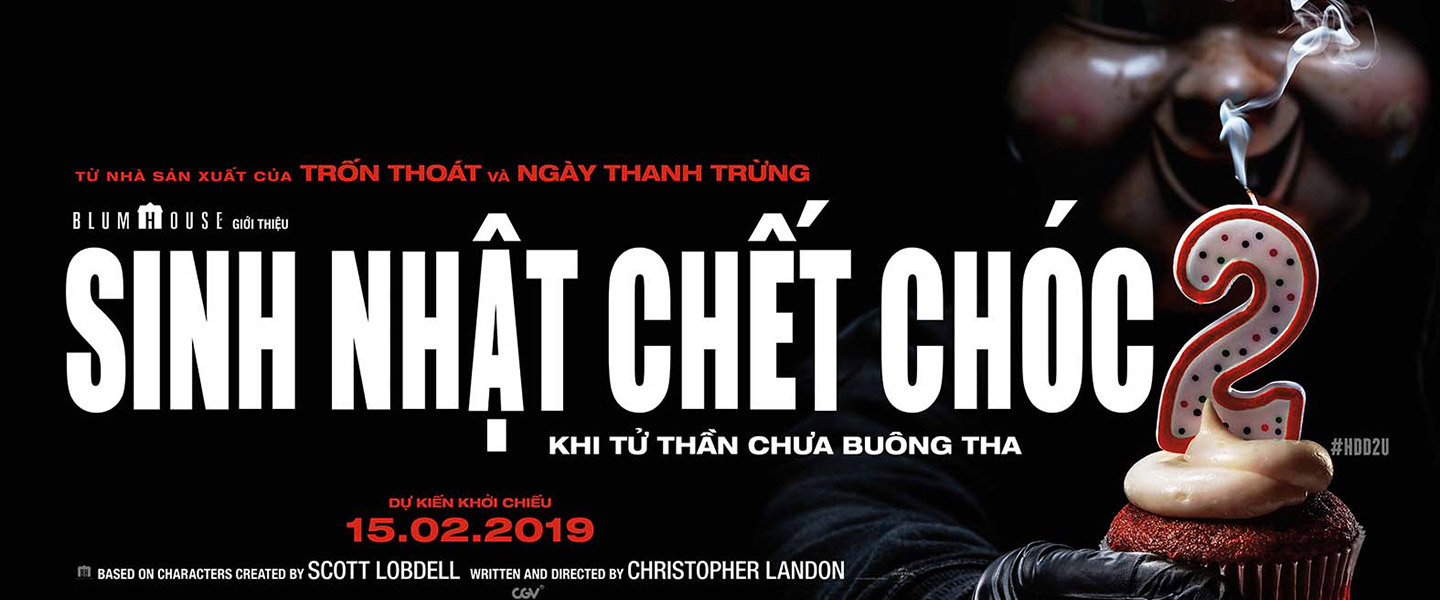 TỪ NHÀ SẢN XUẤT CỦA TRỐN THOÁT VÀ NGÀY THANH TRỪNG
BLUMHOUSE GIỚI THIỆU
SINH NHẬT CHẾT CHÓC 2
KHI TỬ THẦN CHƯA BUÔNG THA
#HDD2U
DỰ KIẾN KHỞI CHIẾU
15.02.2019
BASED ON CHARACTERS CREATED BY SCOTT LOBDELL WRITTEN AND DIRECTED BY CHRISTOPHER LANDON
CGV